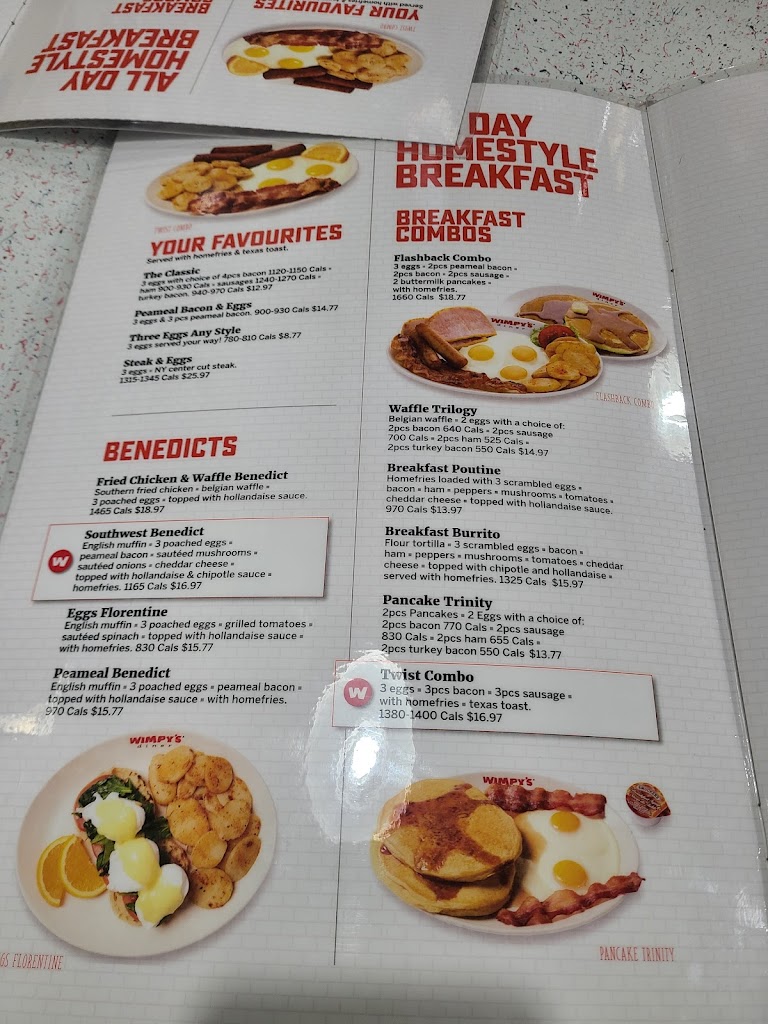 BREAKFAST
YOUR FAVOURITES
Served with homefries &
TWIST COMBO
ALL DAY
HOMESTYLE
BREAKFAST
TWIST COMBO
YOUR FAVOURITES
Served with homefries & texas toast.
The Classic
3 eggs with choice of 4pcs bacon 1120-1150 Cals •
ham 900-930 Cals • sausages 1240-1270 Cals •
turkey bacon. 940-970 Cals $12.97
Peameal Bacon & Eggs
3 eggs & 3 pcs peameal bacon. 900-930 Cals $14.77
Three Eggs Any Style
3 eggs served your way! 780-810 Cals $8.77
Steak & Eggs
3 eggs • NY center cut steak.
1315-1345 Cals $25.97
BENEDICTS
Fried Chicken & Waffle Benedict
Southern fried chicken • belgian waffle •
3 poached eggs • topped with hollandaise sauce.
1465 Cals $18.97
W
Southwest Benedict
English muffin • 3 poached eggs •
peameal bacon • sautéed mushrooms •
sautéed onions • cheddar cheese •
topped with hollandaise & chipotle sauce •
homefries. 1165 Cals $16.97
Eggs Florentine
English muffin • 3 poached eggs • grilled tomatoes •
sautéed spinach • topped with hollandaise sauce •
with homefries. 830 Cals $15.77
Peameal Benedict
English muffin • 3 poached eggs • peameal bacon •
topped with hollandaise sauce • with homefries.
970 Cals $15.77
WIMPY'S
diner
GS FLORENTINE
DAY
HOMESTYLE
BREAKFAST
BREAKFAST
COMBOS
Flashback Combo
3 eggs • 2pcs peameal bacon •
2pcs bacon • 2pcs sausage •
2 buttermilk pancakes •
with homefries.
1660 Cals $18.77
WIMPY'S
WIMPY'S
FLASHBACK COMBO
Waffle Trilogy
Belgian waffle • 2 eggs with a choice of:
2pcs bacon 640 Cals • 2pcs sausage
700 Cals • 2pcs ham 525 Cals •
2pcs turkey bacon 550 Cals $14.97
Breakfast Poutine
Homefries loaded with 3 scrambled eggs •
bacon • ham • peppers • mushrooms • tomatoes •
cheddar cheese • topped with hollandaise sauce.
970 Cals $13.97
Breakfast Burrito
Flour tortilla • 3 scrambled eggs • bacon •
ham • peppers • mushrooms • tomatoes • cheddar
cheese • topped with chipotle and hollandaise •
served with homefries. 1325 Cals $15.97
Pancake Trinity
2pcs Pancakes • 2 Eggs with a choice of:
2pcs bacon 770 Cals • 2pcs sausage
830 Cals • 2pcs ham 655 Cals •
2pcs turkey bacon 550 Cals $13.77
W
Twist Combo
3 eggs • 3pcs bacon • 3pcs sausage •
with homefries • texas toast.
1380-1400 Cals $16.97
WIMPY'S
PANCAKE TRINITY